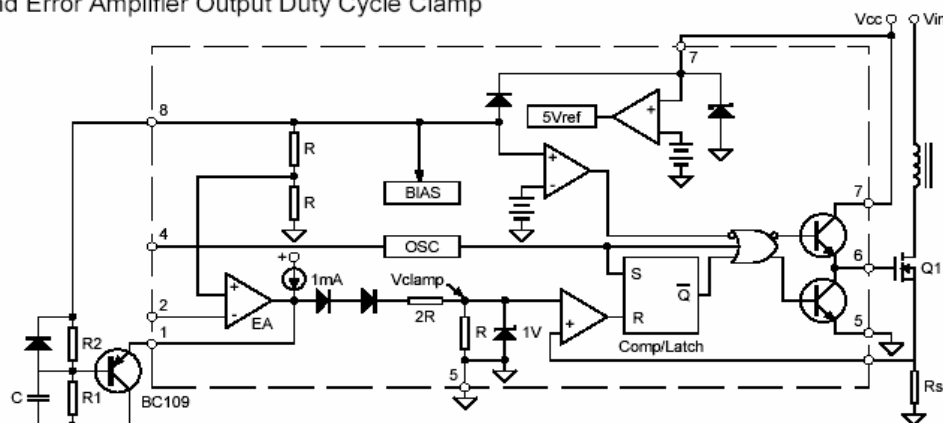 nd Error Amplifier Output Duty Cycle Clamp
Vcc
Vin
7
8
5Vref
+
R
+
-
R
BIAS
7
4
OSC
+
1mA
Vclamp
S
6
Q1
+
-
EA
2R
R
1V
+
-
Q
R
2
5
1
Comp/Latch
R2
5
Rs
C
R1
BC109